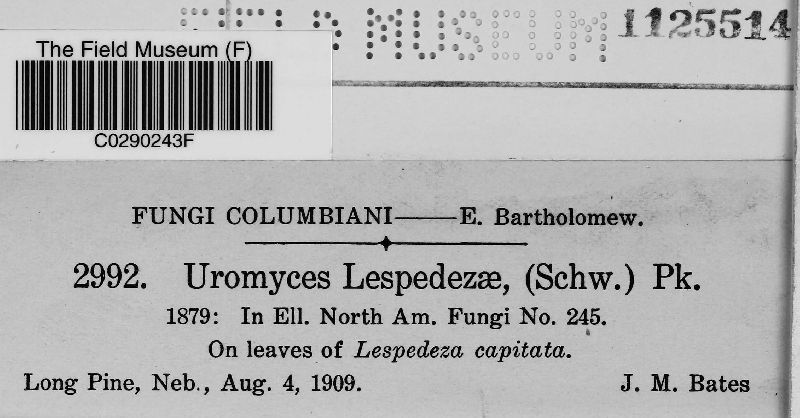 FIELD MUSEUM 1125514
The Field Museum (F)
C0290243F
FUNGI COLUMBIANI——E. Bartholomew.
2992. Uromyces Lespedezæ, (Schw.) Pk.
1879: In Ell. North Am. Fungi No. 245.
On leaves of Lespedeza capitata.
Long Pine, Neb., Aug. 4, 1909. J. M. Bates